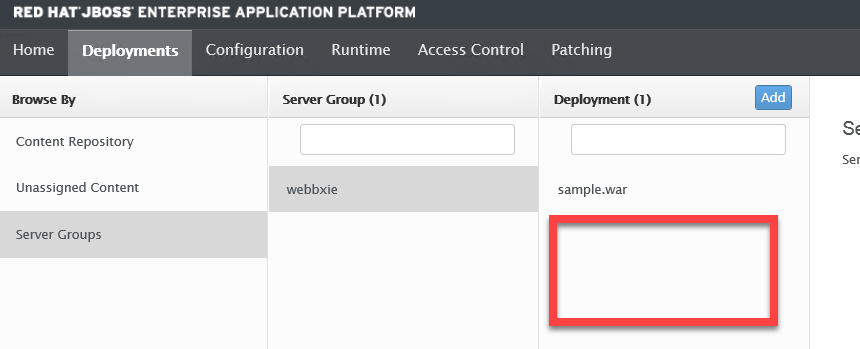 RED HAT® JBOSS® ENTERPRISE APPLICATION PLATFORM
Home Deployments Configuration Runtime Access Control Patching
Browse By Server Group (1) Deployment (1) Add
Se
Content Repository
Ser
Unassigned Content webbxie sample.war
Server Groups